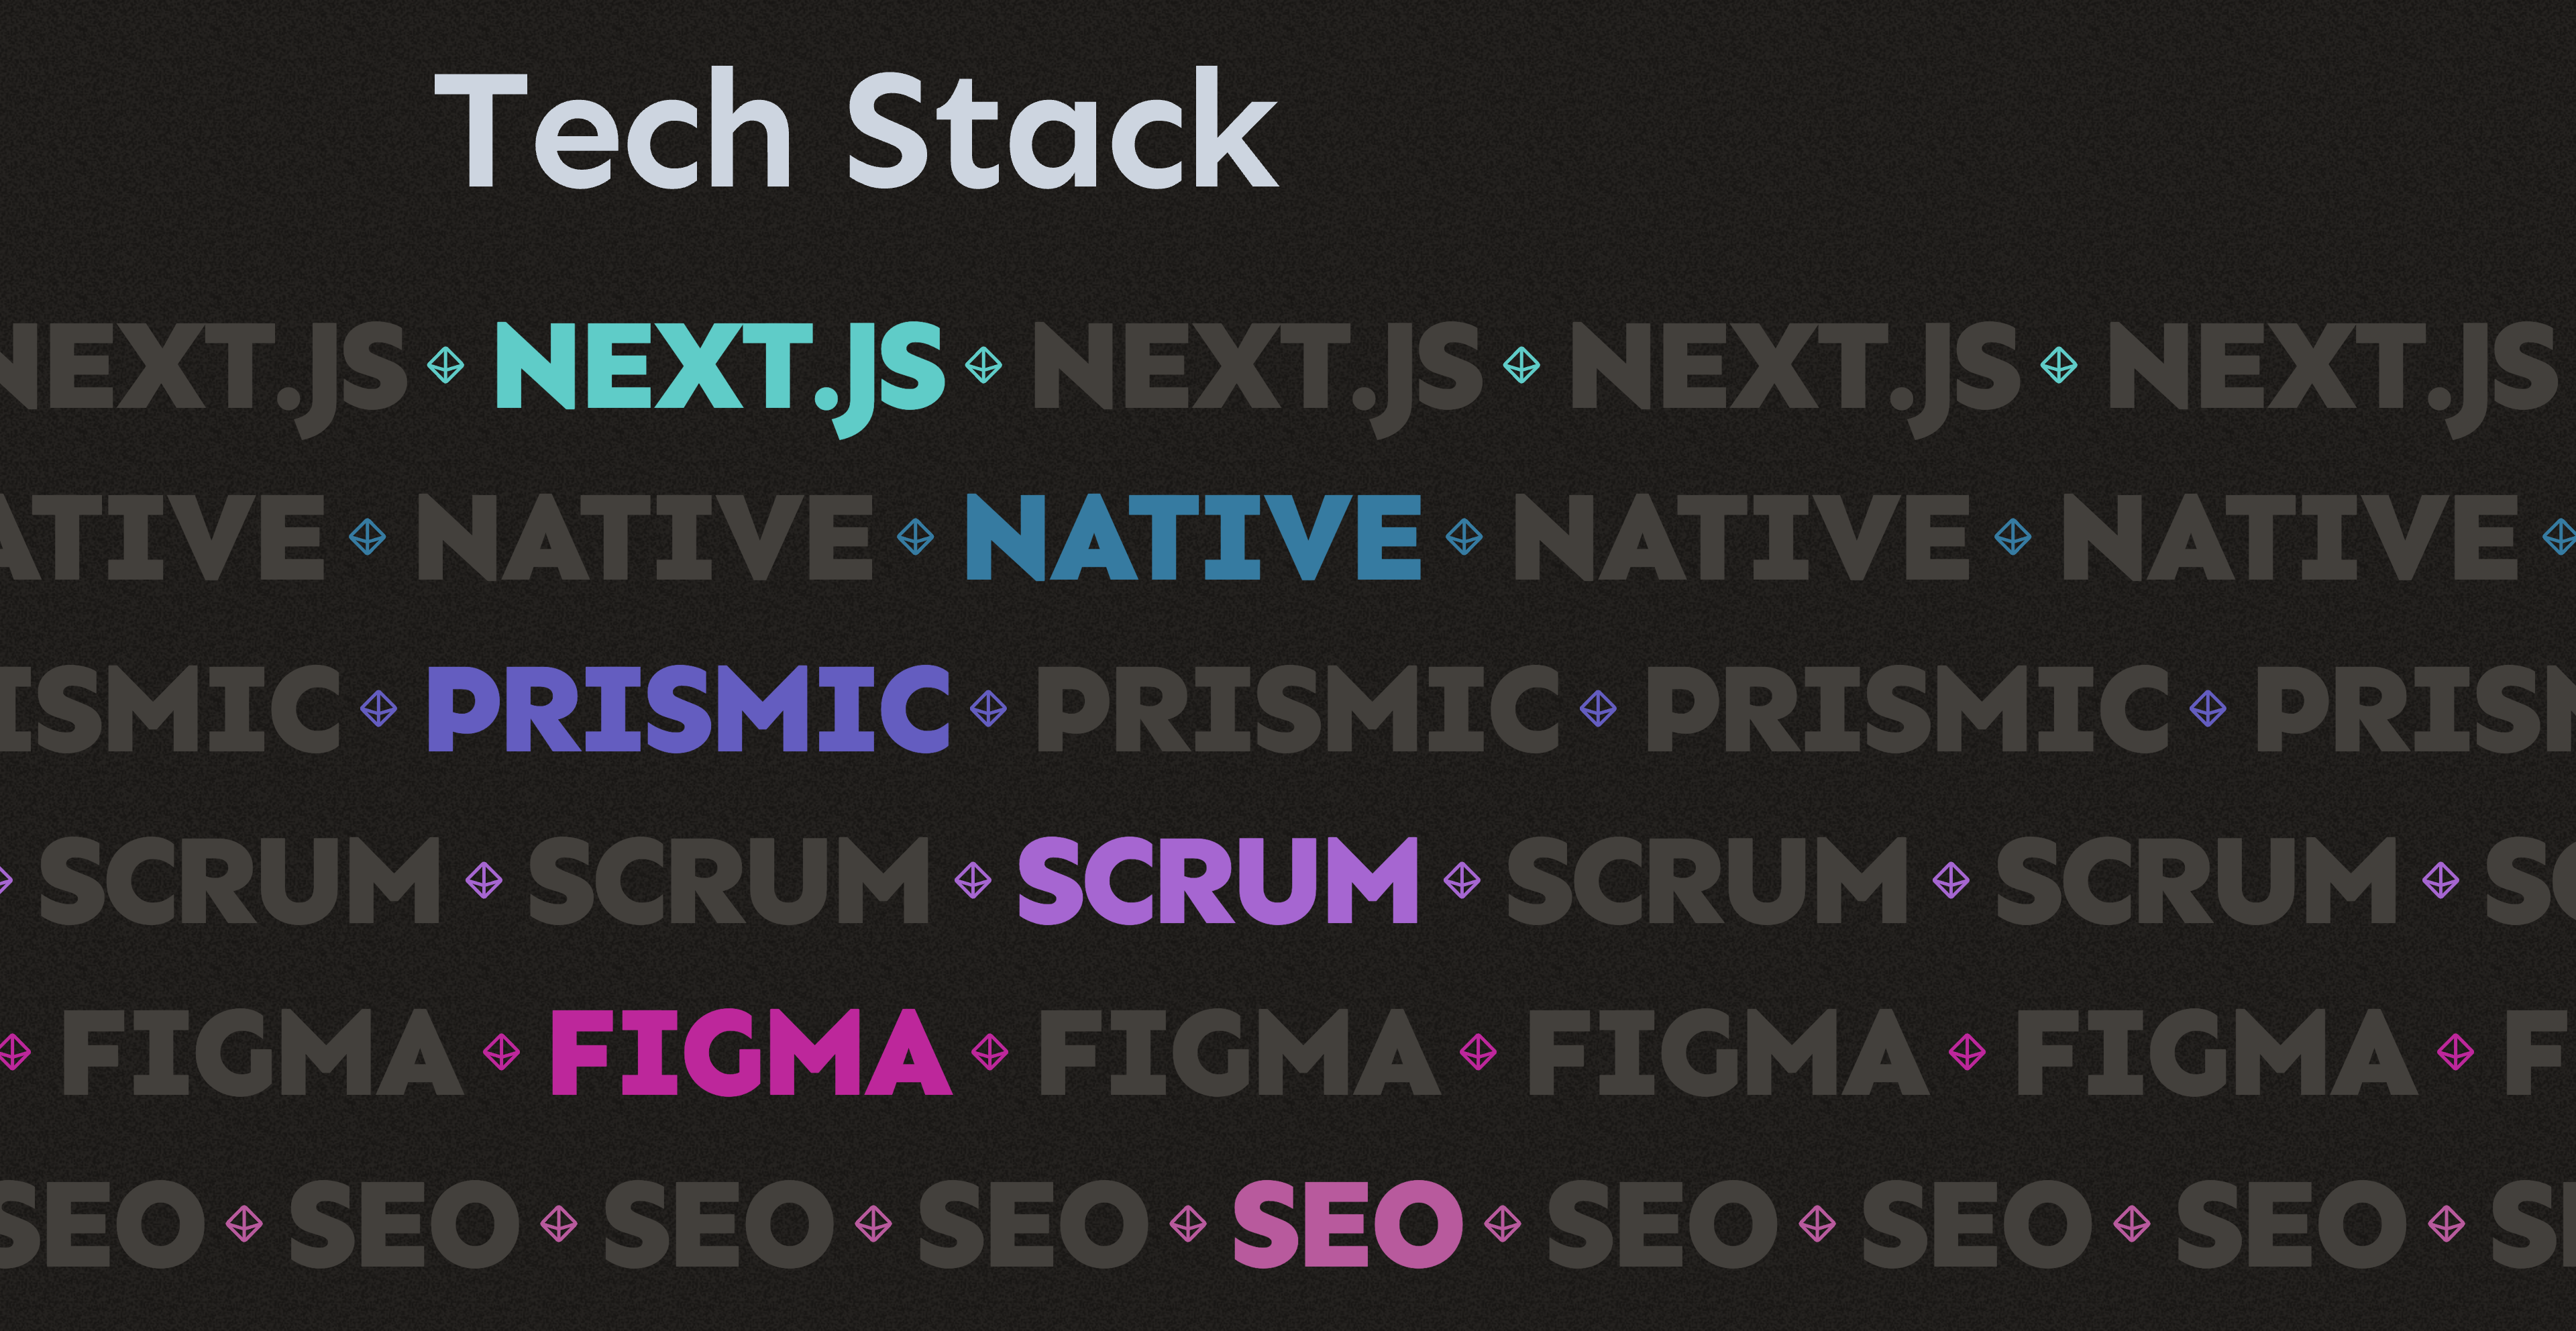 Tech Stack
NEXT.JS NEXT.JS NEXT.JS NEXT.JS NEXT.JS
ATIVE NATIVE NATIVE NATIVE NATIVE
ISMIC PRISMIC PRISMIC PRISMIC PRISM
SCRUM SCRUM SCRUM SCRUM SCRUM SC
FIGMA FIGMA FIGMA FIGMA FIGMA F
SEO SEO SEO SEO SEO SEO SEO SEO SE